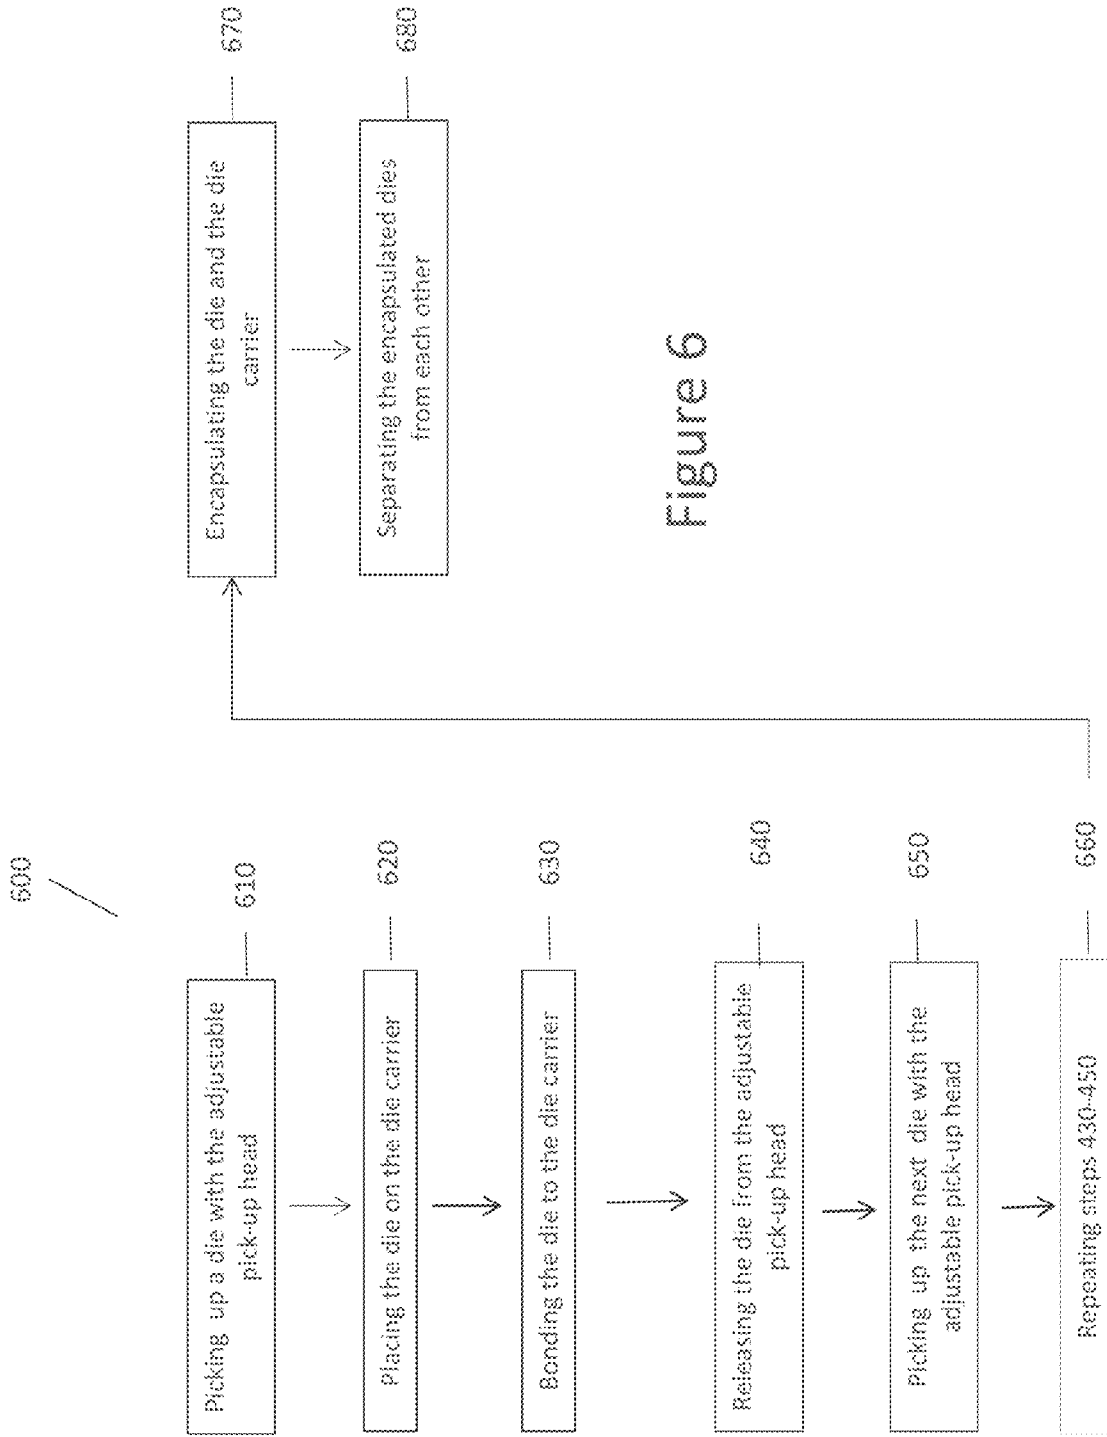 600
Picking up a die with the adjustable
pick-up head
610
Placing the die on the die carrier
620
Bonding the die to the die carrier
630
Releasing the die from the adjustable
pick-up head
640
Picking up the next die with the
adjustable pick-up head
650
Repeating steps 430-450
660
Encapsulating the die and the die
carrier
670
Separating the encapsulated dies
from each other
680
Figure 6